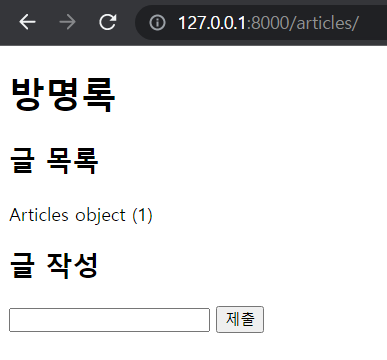 127.0.0.1:8000/articles/
방명록
글 목록
Articles object (1)
글 작성
제출